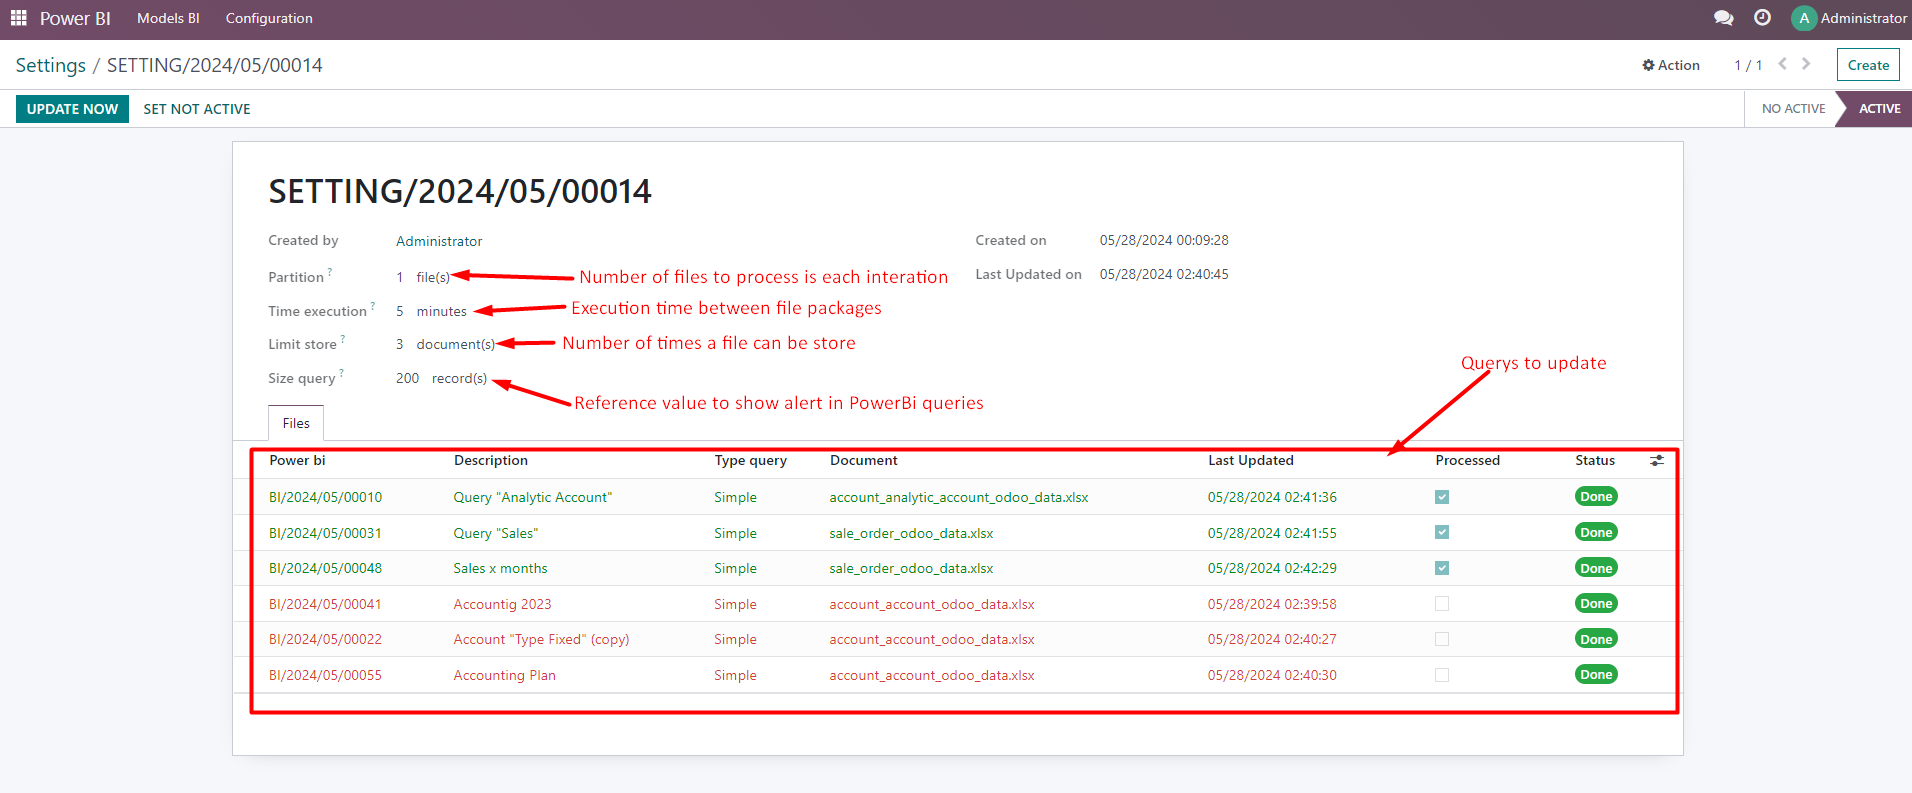 Power BI Models BI Configuration A Administrator
Settings / SETTING/2024/05/00014 Action 1 / 1 Create
UPDATE NOW SET NOT ACTIVE NO ACTIVE ACTIVE
SETTING/2024/05/00014
Created by Administrator Created on 05/28/2024 00:09:28
Partition ? 1 file(s) Number of files to process is each interation Last Updated on 05/28/2024 02:40:45
Time execution ? 5 minutes Execution time between file packages
Limit store ? 3 document(s) Number of times a file can be store
Querys to update
Size query ? 200 record(s)
Reference value to show alert in PowerBi queries
Files
Power bi Description Type query Document Last Updated Processed Status
BI/2024/05/00010 Query "Analytic Account" Simple account_analytic_account_odoo_data.xlsx 05/28/2024 02:41:36 Done
BI/2024/05/00031 Query "Sales" Simple sale_order_odoo_data.xlsx 05/28/2024 02:41:55 Done
BI/2024/05/00048 Sales x months Simple sale_order_odoo_data.xlsx 05/28/2024 02:42:29 Done
BI/2024/05/00041 Accountig 2023 Simple account_account_odoo_data.xlsx 05/28/2024 02:39:58 Done
BI/2024/05/00022 Account "Type Fixed" (copy) Simple account_account_odoo_data.xlsx 05/28/2024 02:40:27 Done
BI/2024/05/00055 Accounting Plan Simple account_account_odoo_data.xlsx 05/28/2024 02:40:30 Done